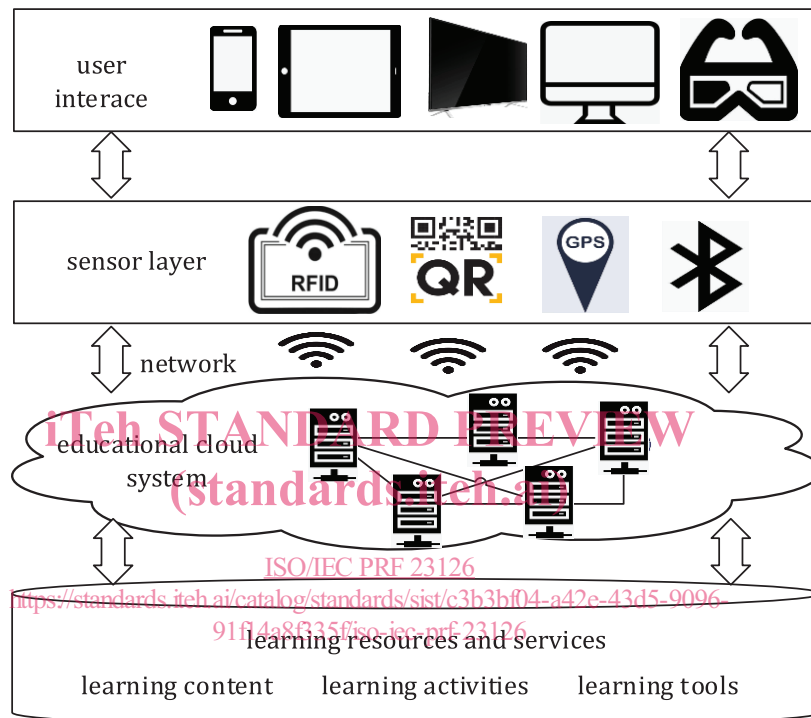 user
interace
RFID
QR
GPS
sensor layer
network
iTeh STANDARD PREVIEW
educational cloud
system
(standards.iteh.ai)
ISO/IEC PRF 23126
https://standards.iteh.ai/catalog/standards/sist/c3b3bf04-a42e-43d5-9096-
91f14a8f335f/iso-iec-prf-23126
learning resources and services
learning content learning activities learning tools